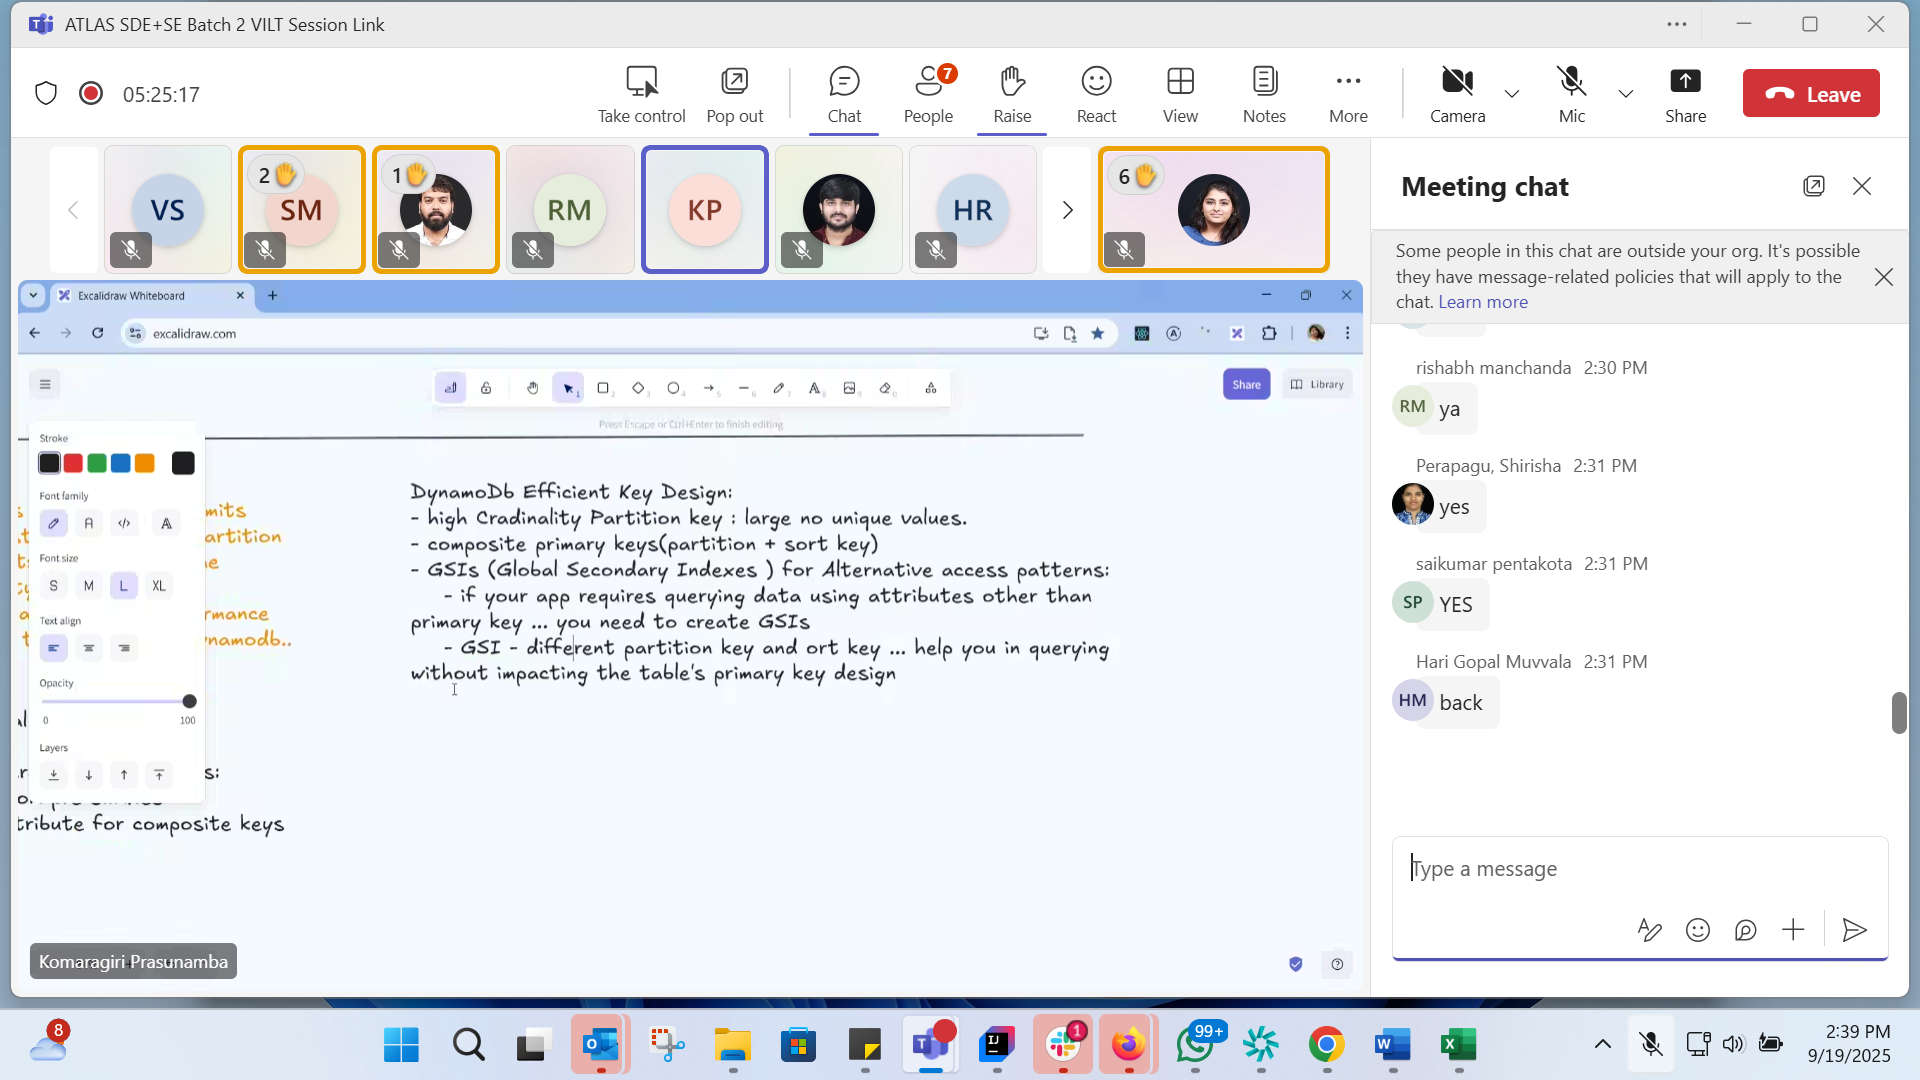 ATLAS SDE+SE Batch 2 VILT Session Link
05:25:17
Take control
Pop out
Chat
People
7
Raise
React
View
Notes
More
Camera
Mic
Share
Leave
VS
2
SM
1
RM
KP
HR
6
Excalidraw Whiteboard
excalidraw.com
Press Escape or Ctrl+Enter to finish editing
Share
Library
Stroke
Font family
Font size
S M L XL
Text align
Opacity
0 100
Layers
mits
artition
e
rmance
namodb..
s:
tribute for composite keys
DynamoDb Efficient Key Design:
- high Cradinality Partition key : large no unique values.
- composite primary keys(partition + sort key)
- GSIs (Global Secondary Indexes ) for Alternative access patterns:
- if your app requires querying data using attributes other than
primary key ... you need to create GSIs
- GSI - different partition key and ort key ... help you in querying
without impacting the table's primary key design
Komaragiri Prasunamba
Meeting chat
Some people in this chat are outside your org. It's possible
they have message-related policies that will apply to the
chat. Learn more
rishabh manchanda 2:30 PM
RM ya
Perapagu, Shirisha 2:31 PM
yes
saikumar pentakota 2:31 PM
SP YES
Hari Gopal Muvvala 2:31 PM
HM back
Type a message
8
1
99+
2:39 PM
9/19/2025